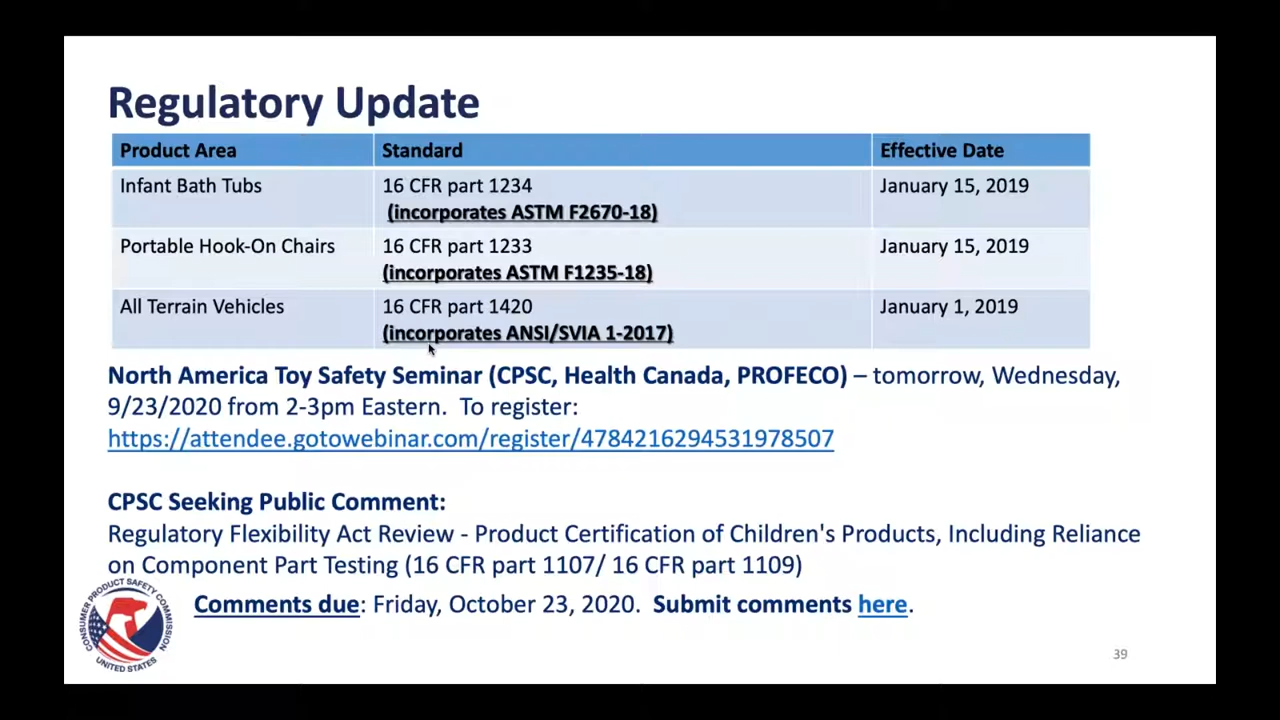 Regulatory Update
Product Area Standard Effective Date
Infant Bath Tubs 16 CFR part 1234 January 15, 2019
(incorporates ASTM F2670-18)
Portable Hook-On Chairs 16 CFR part 1233 January 15, 2019
(incorporates ASTM F1235-18)
All Terrain Vehicles 16 CFR part 1420 January 1, 2019
(incorporates ANSI/SVIA 1-2017)
North America Toy Safety Seminar (CPSC, Health Canada, PROFECO) – tomorrow, Wednesday,
9/23/2020 from 2-3pm Eastern. To register:
https://attendee.gotowebinar.com/register/4784216294531978507
CPSC Seeking Public Comment:
Regulatory Flexibility Act Review - Product Certification of Children's Products, Including Reliance
on Component Part Testing (16 CFR part 1107/ 16 CFR part 1109)
Comments due: Friday, October 23, 2020. Submit comments here.
CONSUMER PRODUCT SAFETY COMMISSION
UNITED STATES
39